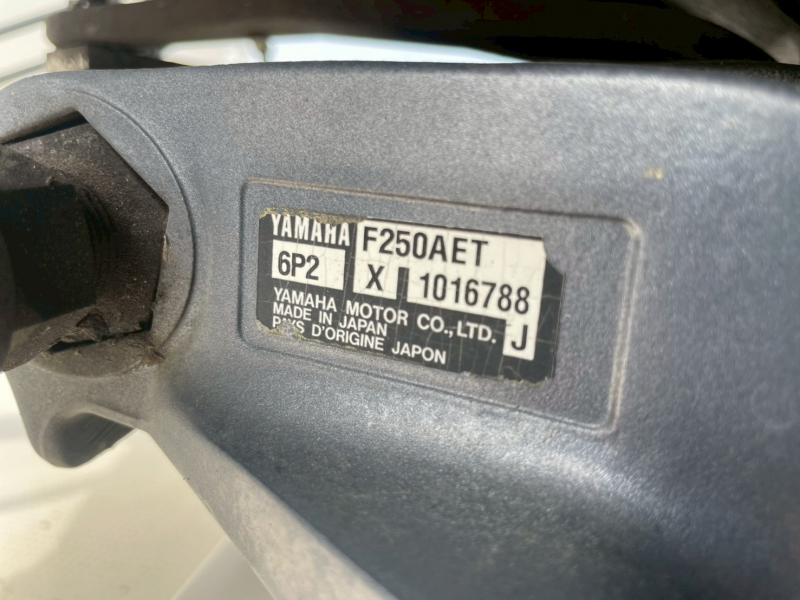 YAMAHA F250AET
6P2 X 1016788
YAMAHA MOTOR CO.,LTD. J
MADE IN JAPAN
PAYS D'ORIGINE JAPON